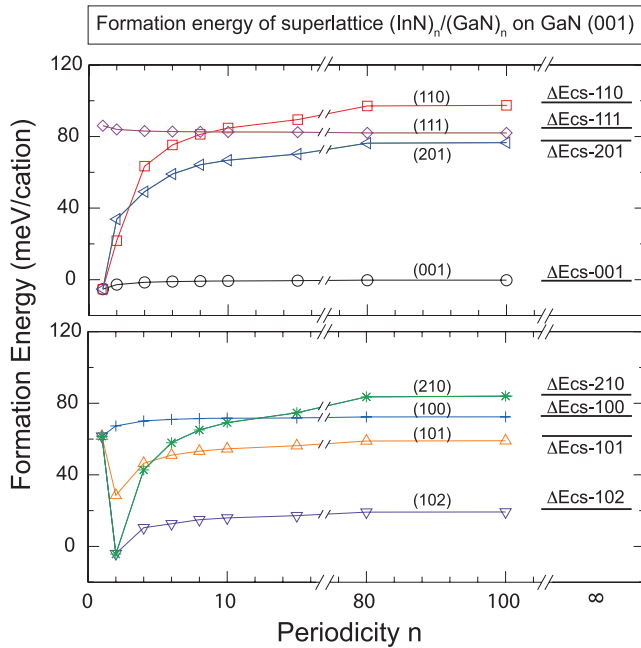 Formation energy of superlattice (InN)n/(GaN)n on GaN (001)
Formation Energy (meV/cation)
120
80
40
0
(110)
(111)
(201)
(001)
ΔEcs-110
ΔEcs-111
ΔEcs-201
ΔEcs-001
120
80
40
0
(210)
(100)
(101)
(102)
ΔEcs-210
ΔEcs-100
ΔEcs-101
ΔEcs-102
0 10 80 100 ∞
Periodicity n